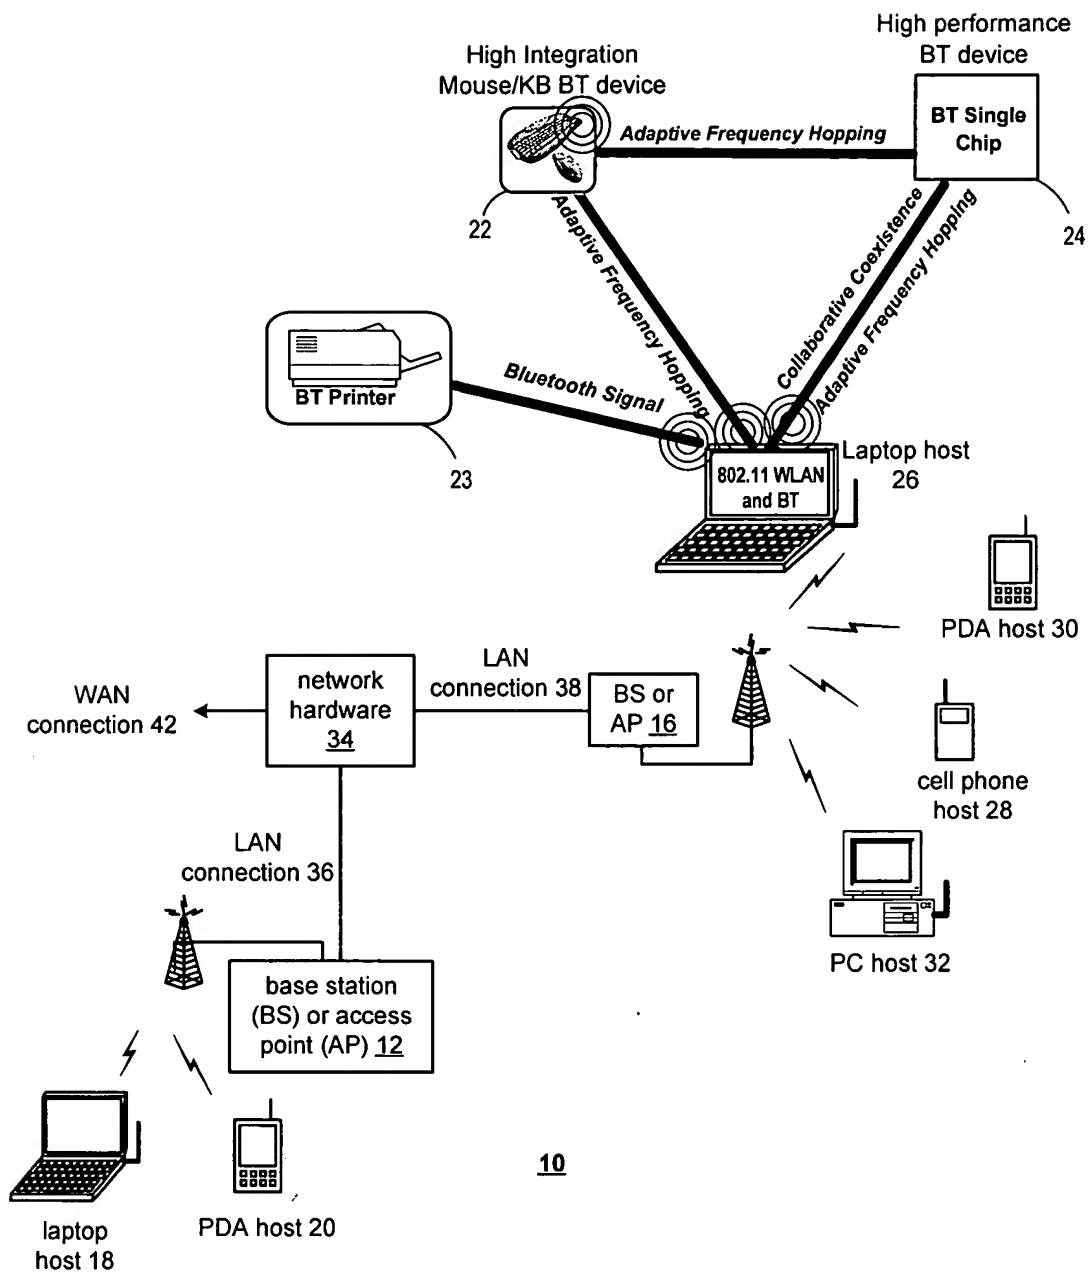 High performance
BT device
High Integration
Mouse/KB BT device
BT Single
Chip
Adaptive Frequency Hopping
22
24
Adaptive Frequency Hopping
Collaborative Coexistence
Adaptive Frequency Hopping
BT Printer
Bluetooth Signal
23
Laptop host
26
802.11 WLAN
and BT
PDA host 30
LAN
connection 38
network
hardware
34
WAN
connection 42
BS or
AP 16
cell phone
host 28
LAN
connection 36
PC host 32
base station
(BS) or access
point (AP) 12
10
PDA host 20
laptop
host 18